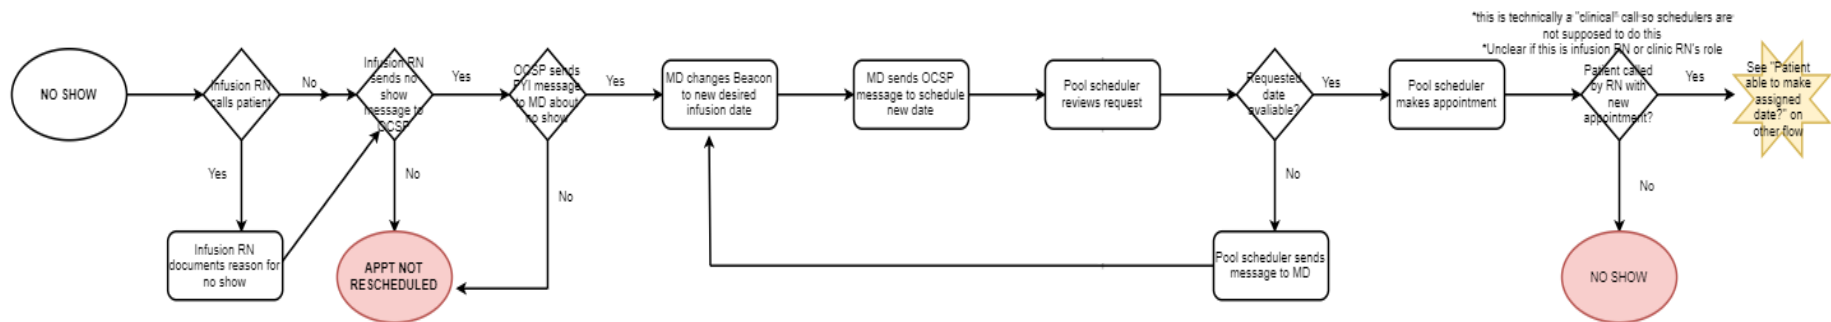 *this is technically a "clinical" call so schedulers are
not supposed to do this
*Unclear if this is infusion RN or clinic RN's role
NO SHOW
Infusion RN
calls patient
No
Yes
Infusion RN
documents reason for
no show
Infusion RN
sends no
show
message to
OCSP
Yes
No
APPT NOT
RESCHEDULED
OCSP sends
FYI message
to MD about
no show
Yes
No
MD changes Beacon
to new desired
infusion date
MD sends OCSP
message to schedule
new date
Pool scheduler
reviews request
Requested
date
avaliable?
Yes
No
Pool scheduler sends
message to MD
Pool scheduler
makes appointment
Patient called
by RN with
new
appointment?
Yes
No
NO SHOW
See "Patient
able to make
assigned
date?" on
other flow